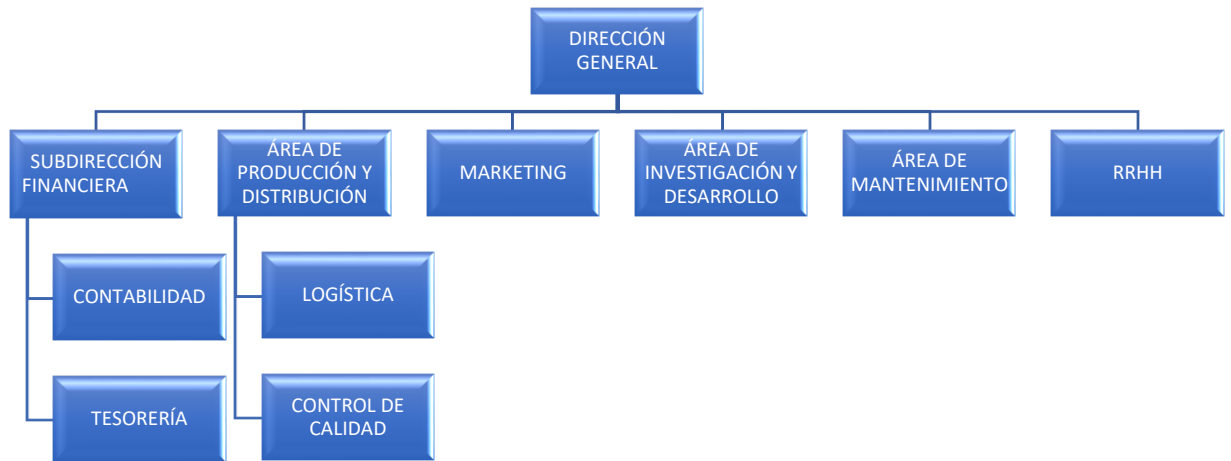 DIRECCIÓN
GENERAL
SUBDIRECCIÓN
FINANCIERA
ÁREA DE
PRODUCCIÓN Y
DISTRIBUCIÓN
MARKETING
ÁREA DE
INVESTIGACIÓN Y
DESARROLLO
ÁREA DE
MANTENIMIENTO
RRHH
CONTABILIDAD
LOGÍSTICA
TESORERÍA
CONTROL DE
CALIDAD